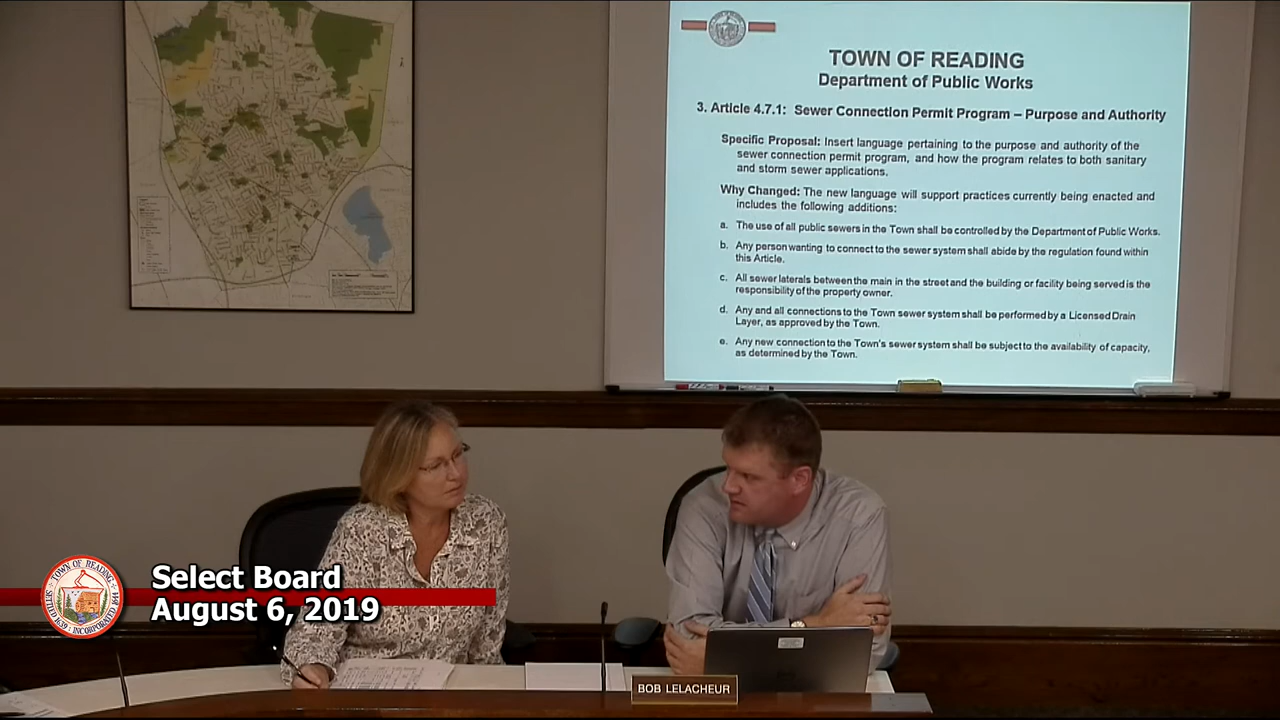 TOWN OF READING
Department of Public Works
3. Article 4.7.1: Sewer Connection Permit Program – Purpose and Authority
Specific Proposal: Insert language pertaining to the purpose and authority of the
sewer connection permit program, and how the program relates to both sanitary
and storm sewer applications.
Why Changed: The new language will support practices currently being enacted and
includes the following additions:
a. The use of all public sewers in the Town shall be controlled by the Department of Public Works.
b. Any person wanting to connect to the sewer system shall abide by the regulation found within
this Article.
c. All sewer laterals between the main in the street and the building or facility being served is the
responsibility of the property owner.
d. Any and all connections to the Town sewer system shall be performed by a Licensed Drain
Layer, as approved by the Town.
e. Any new connection to the Town's sewer system shall be subject to the availability of capacity,
as determined by the Town.
TOWN OF READING
SETTLED 1639 INCORPORATED 1644
Select Board
August 6, 2019
BOB LELACHEUR